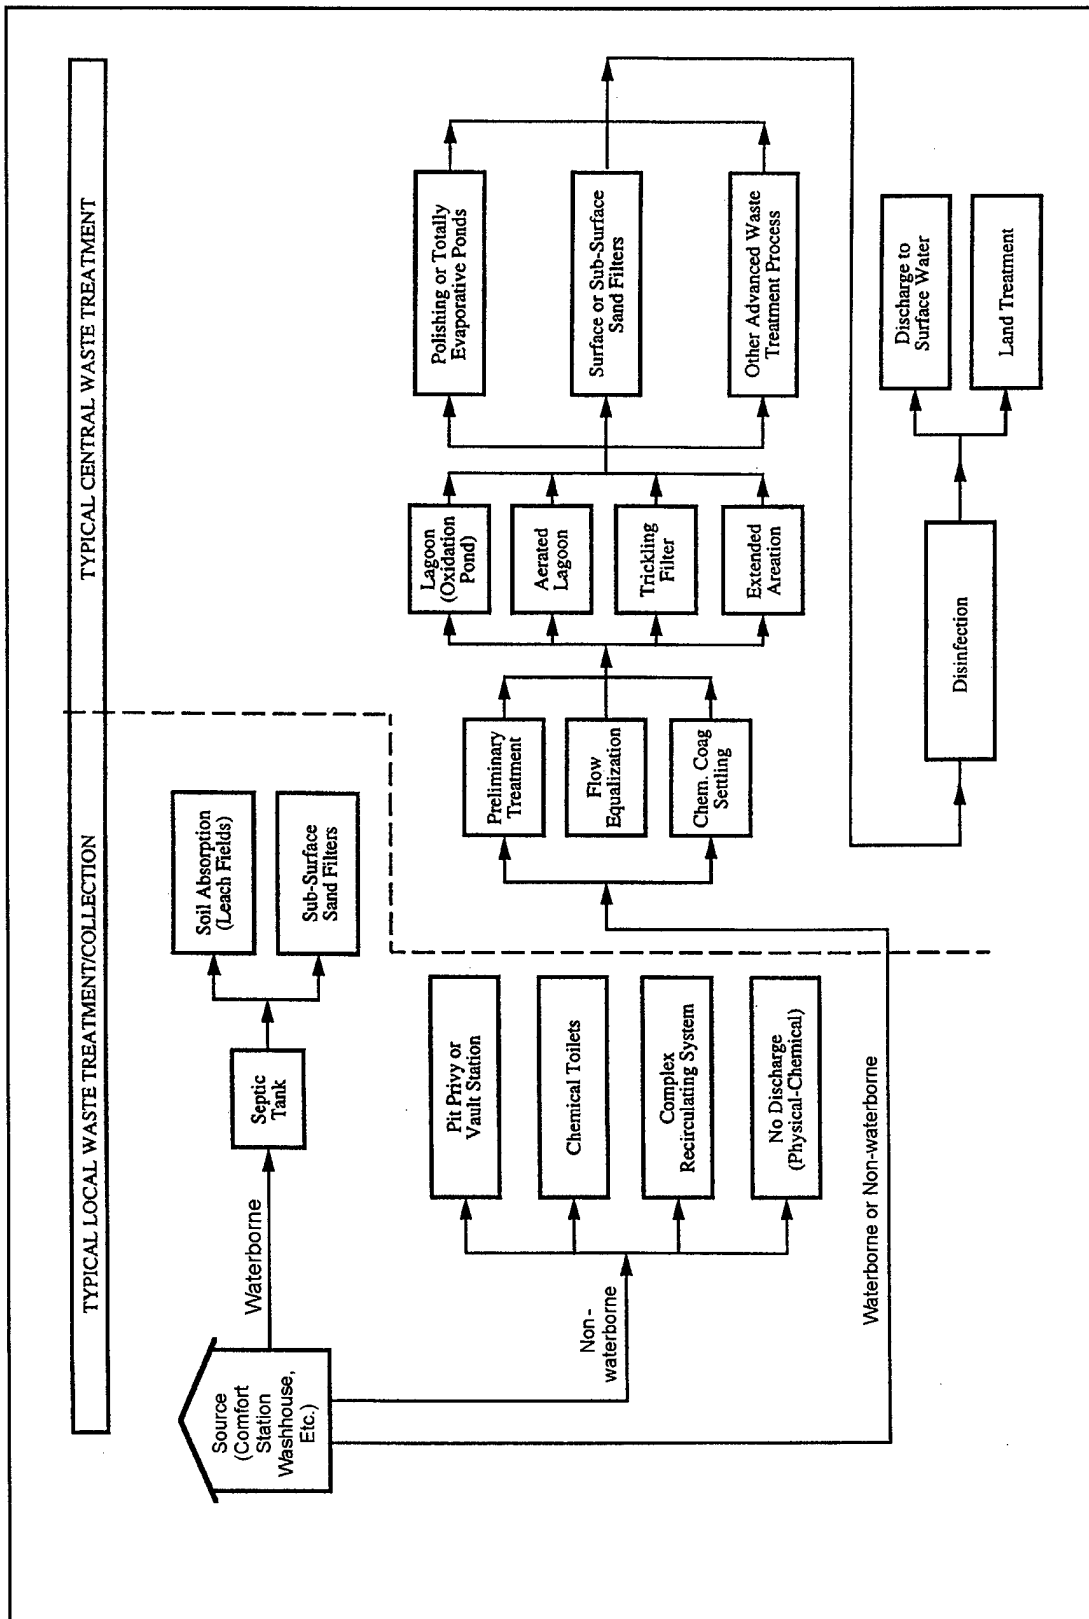 TYPICAL LOCAL WASTE TREATMENT/COLLECTION
TYPICAL CENTRAL WASTE TREATMENT
Source
(Comfort
Station
Washhouse,
Etc.)
Waterborne
Septic
Tank
Soil Absorption
(Leach Fields)
Sub-Surface
Sand Filters
Non-
waterborne
Pit Privy or
Vault Station
Chemical Toilets
Complex
Recirculating System
No Discharge
(Physical-Chemical)
Waterborne or Non-waterborne
Preliminary
Treatment
Flow
Equalization
Chem. Coag
Settling
Lagoon
(Oxidation
Pond)
Aerated
Lagoon
Trickling
Filter
Extended
Areation
Polishing or Totally
Evaporative Ponds
Surface or Sub-Surface
Sand Filters
Other Advanced Waste
Treatment Process
Disinfection
Discharge to
Surface Water
Land Treatment